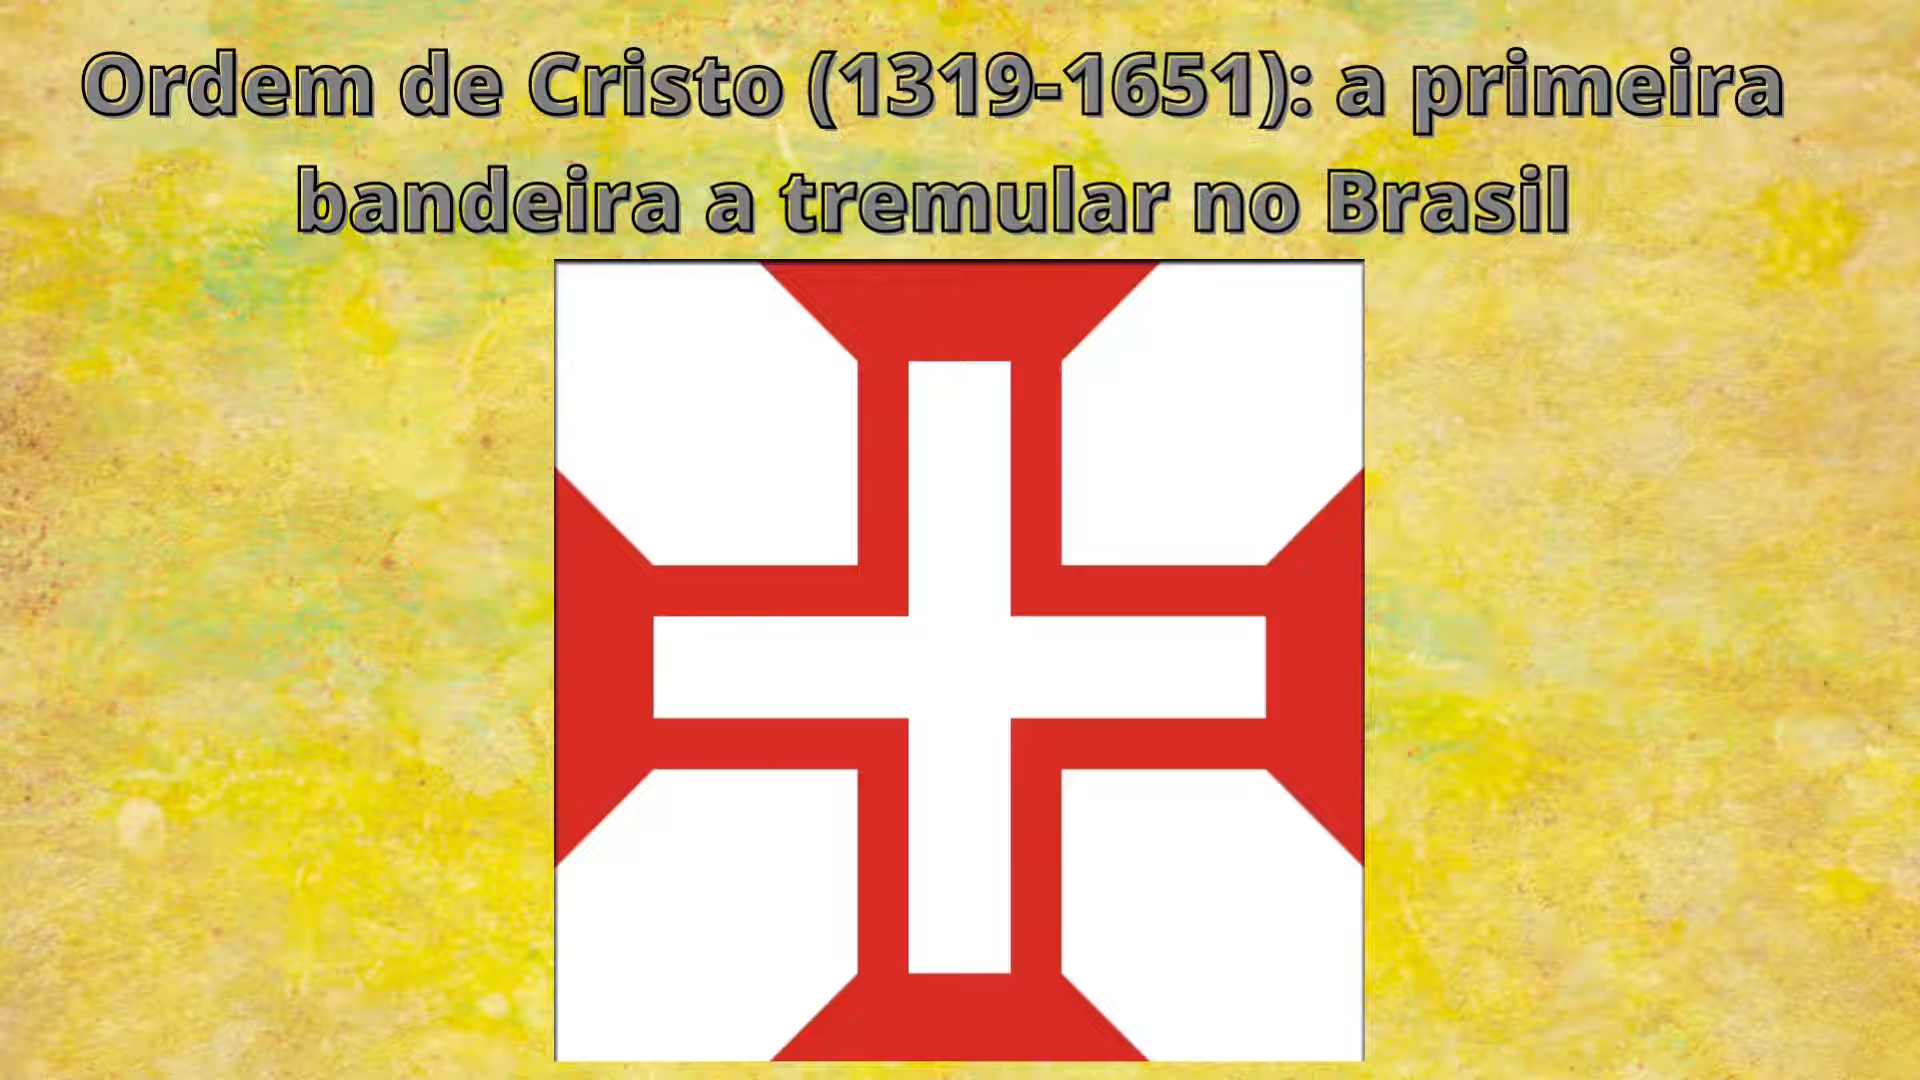 Ordem de Cristo (1319-1651): a primeira
bandeira a tremular no Brasil